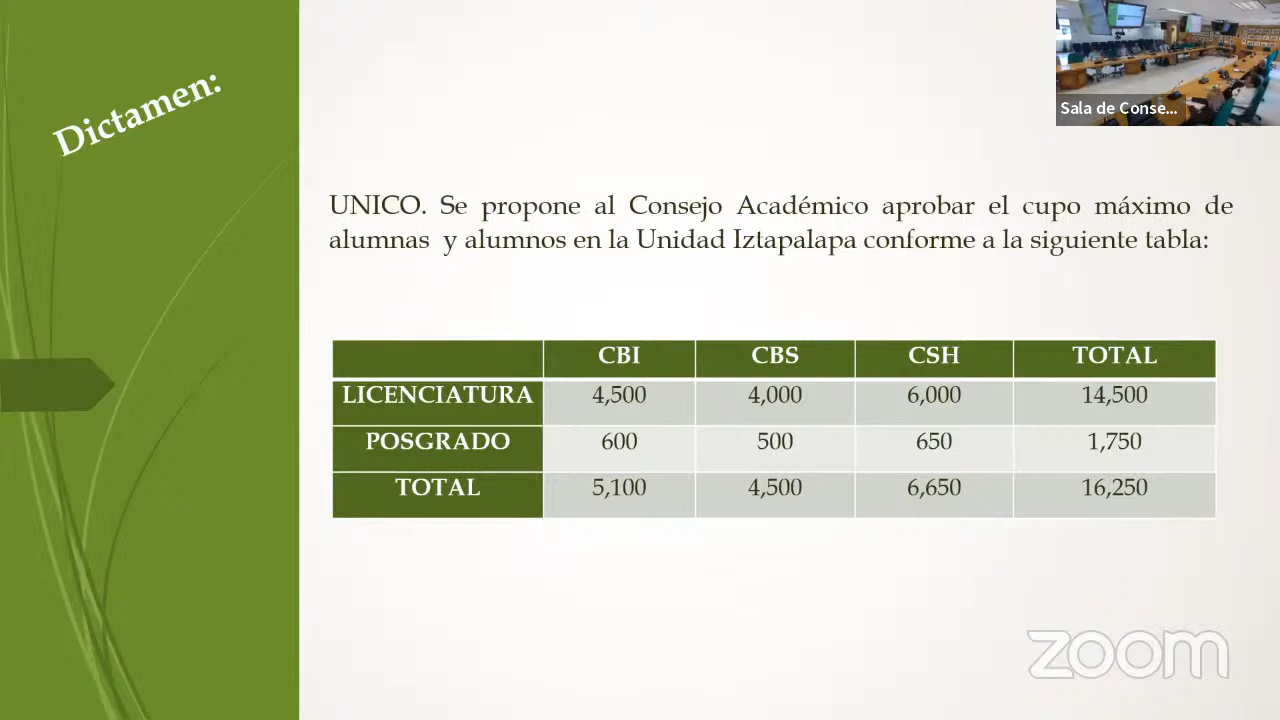 Dictamen:
Sala de Conse...
UNICO. Se propone al Consejo Académico aprobar el cupo máximo de
alumnas y alumnos en la Unidad Iztapalapa conforme a la siguiente tabla:
CBI CBS CSH TOTAL
LICENCIATURA 4,500 4,000 6,000 14,500
POSGRADO 600 500 650 1,750
TOTAL 5,100 4,500 6,650 16,250
zoom